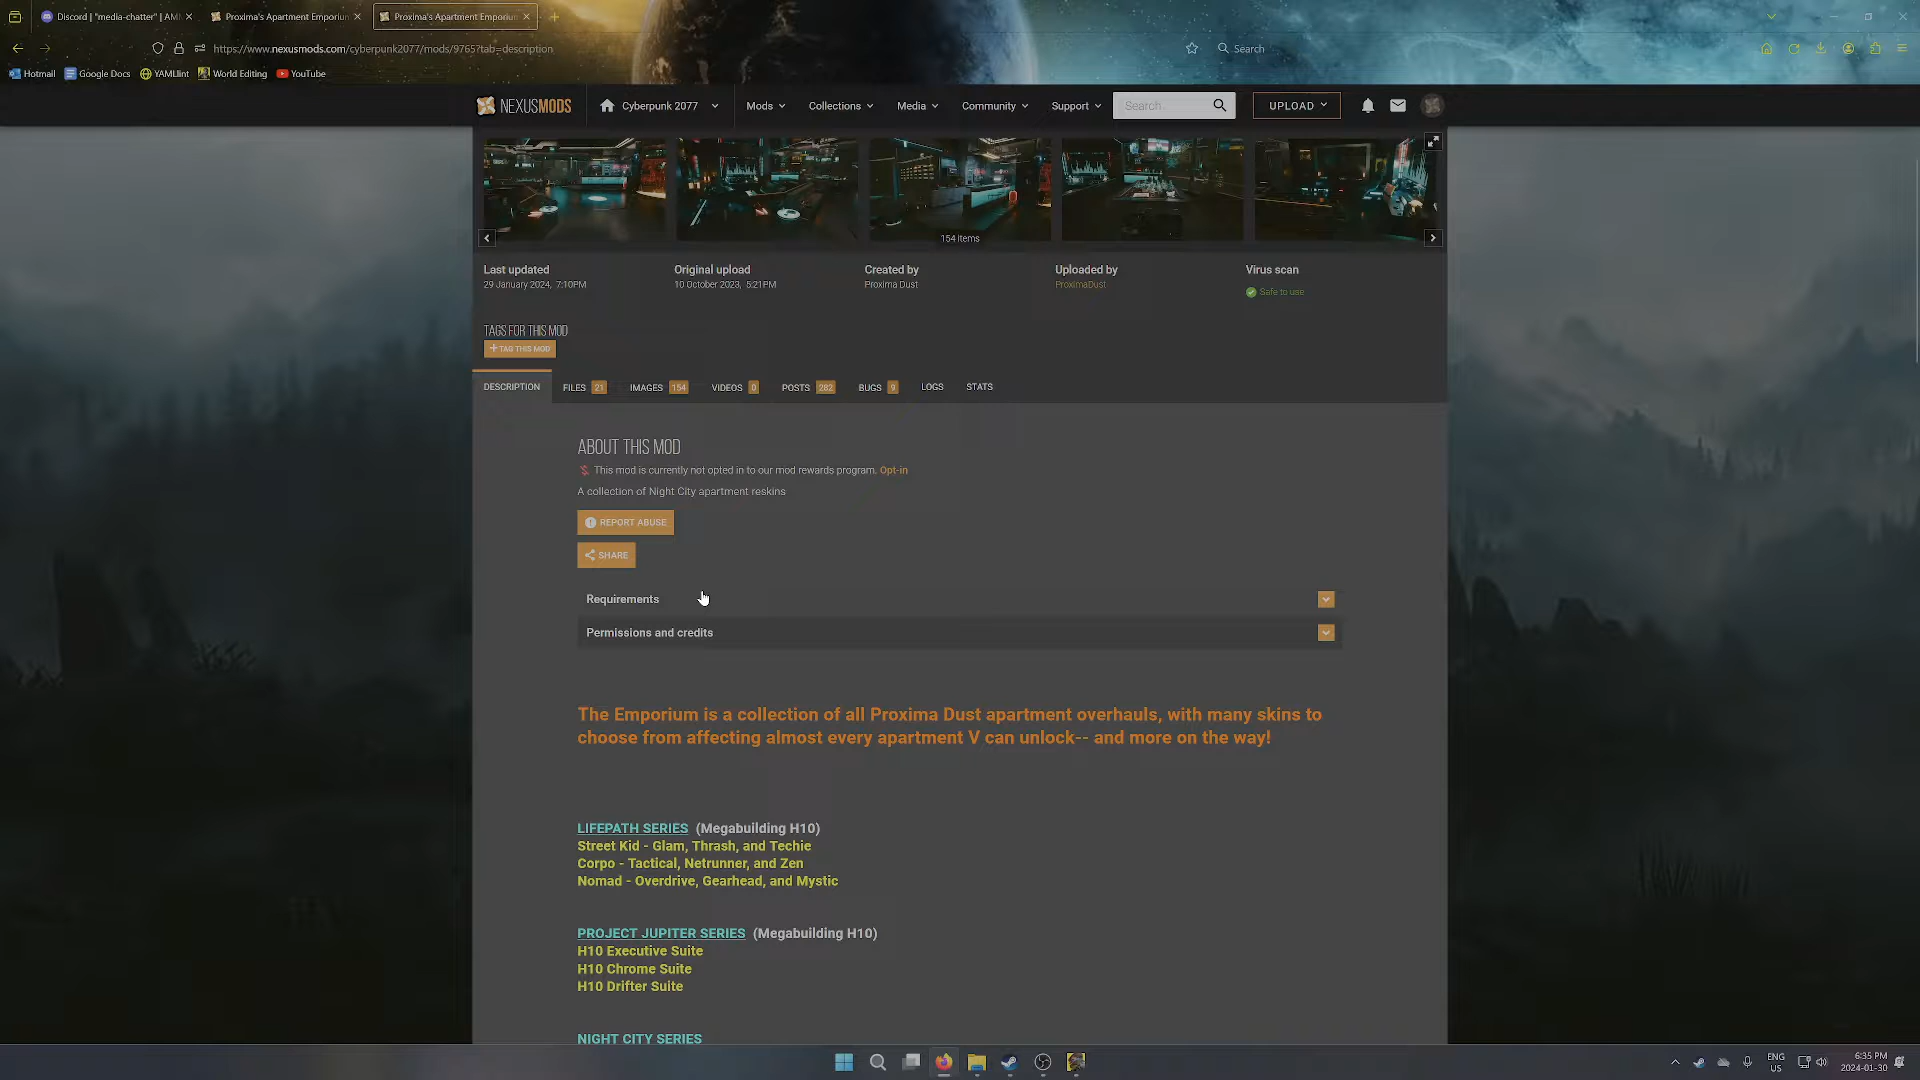 Discord | "media-chatter" | AMI
Proxima's Apartment Emporium
Proxima's Apartment Emporium
https://www.nexusmods.com/cyberpunk2077/mods/9765?tab=description
Search
Hotmail
Google Docs
YAMLlint
World Editing
YouTube
NEXUSMODS
Cyberpunk 2077
Mods
Collections
Media
Community
Support
Search
UPLOAD
154 items
Last updated
29 January 2024, 7:10PM
Original upload
10 October 2023, 5:21PM
Created by
Proxima Dust
Uploaded by
ProximaDust
Virus scan
Safe to use
TAGS FOR THIS MOD
+ TAG THIS MOD
DESCRIPTION
FILES 21
IMAGES 154
VIDEOS 0
POSTS 282
BUGS 9
LOGS
STATS
ABOUT THIS MOD
This mod is currently not opted in to our mod rewards program. Opt-in
A collection of Night City apartment reskins
REPORT ABUSE
SHARE
Requirements
Permissions and credits
The Emporium is a collection of all Proxima Dust apartment overhauls, with many skins to
choose from affecting almost every apartment V can unlock-- and more on the way!
LIFEPATH SERIES (Megabuilding H10)
Street Kid - Glam, Thrash, and Techie
Corpo - Tactical, Netrunner, and Zen
Nomad - Overdrive, Gearhead, and Mystic
PROJECT JUPITER SERIES (Megabuilding H10)
H10 Executive Suite
H10 Chrome Suite
H10 Drifter Suite
NIGHT CITY SERIES
ENG
US
6:35 PM
2024-01-30